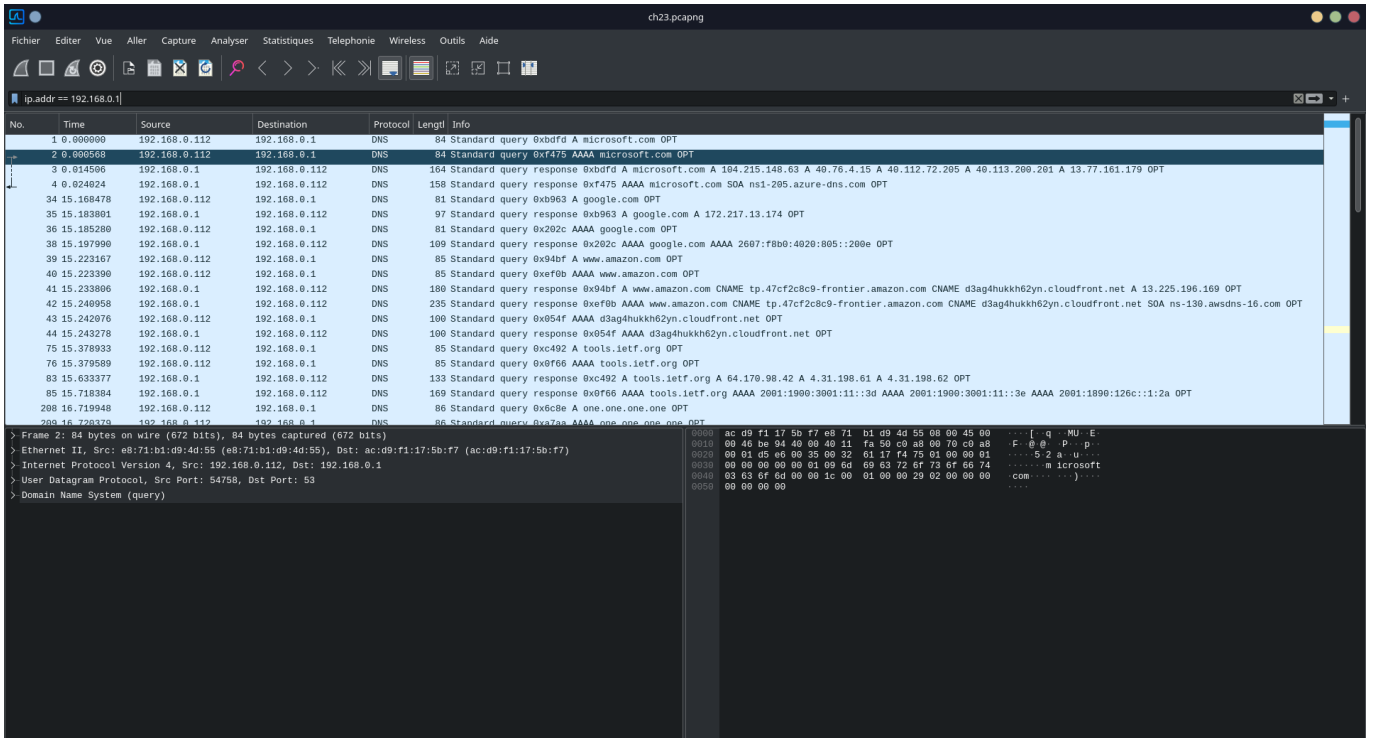 ch23.pcapng
Fichier Editer Vue Aller Capture Analyser Statistiques Telephonie Wireless Outils Aide
ip.addr == 192.168.0.1
No. Time Source Destination Protocol Lengtl Info
1 0.000000 192.168.0.112 192.168.0.1 DNS 84 Standard query 0xbdfd A microsoft.com OPT
2 0.000568 192.168.0.112 192.168.0.1 DNS 84 Standard query 0xf475 AAAA microsoft.com OPT
3 0.014506 192.168.0.1 192.168.0.112 DNS 164 Standard query response 0xbdfd A microsoft.com A 104.215.148.63 A 40.76.4.15 A 40.112.72.205 A 40.113.200.201 A 13.77.161.179 OPT
4 0.024024 192.168.0.1 192.168.0.112 DNS 158 Standard query response 0xf475 AAAA microsoft.com SOA ns1-205.azure-dns.com OPT
34 15.168478 192.168.0.112 192.168.0.1 DNS 81 Standard query 0xb963 A google.com OPT
35 15.183801 192.168.0.1 192.168.0.112 DNS 97 Standard query response 0xb963 A google.com A 172.217.13.174 OPT
36 15.185280 192.168.0.112 192.168.0.1 DNS 81 Standard query 0x202c AAAA google.com OPT
38 15.197990 192.168.0.1 192.168.0.112 DNS 109 Standard query response 0x202c AAAA google.com AAAA 2607:f8b0:4020:805::200e OPT
39 15.223167 192.168.0.112 192.168.0.1 DNS 85 Standard query 0x94bf A www.amazon.com OPT
40 15.223390 192.168.0.112 192.168.0.1 DNS 85 Standard query 0xef0b AAAA www.amazon.com OPT
41 15.233806 192.168.0.1 192.168.0.112 DNS 180 Standard query response 0x94bf A www.amazon.com CNAME tp.47cf2c8c9-frontier.amazon.com CNAME d3ag4hukkh62yn.cloudfront.net A 13.225.196.169 OPT
42 15.240958 192.168.0.1 192.168.0.112 DNS 235 Standard query response 0xef0b AAAA www.amazon.com CNAME tp.47cf2c8c9-frontier.amazon.com CNAME d3ag4hukkh62yn.cloudfront.net SOA ns-130.awsdns-16.com OPT
43 15.242076 192.168.0.112 192.168.0.1 DNS 100 Standard query 0x054f AAAA d3ag4hukkh62yn.cloudfront.net OPT
44 15.243278 192.168.0.1 192.168.0.112 DNS 100 Standard query response 0x054f AAAA d3ag4hukkh62yn.cloudfront.net OPT
75 15.378933 192.168.0.112 192.168.0.1 DNS 85 Standard query 0xc492 A tools.ietf.org OPT
76 15.379589 192.168.0.112 192.168.0.1 DNS 85 Standard query 0x0f66 AAAA tools.ietf.org OPT
83 15.633377 192.168.0.1 192.168.0.112 DNS 133 Standard query response 0xc492 A tools.ietf.org A 64.170.98.42 A 4.31.198.61 A 4.31.198.62 OPT
85 15.718384 192.168.0.1 192.168.0.112 DNS 169 Standard query response 0x0f66 AAAA tools.ietf.org AAAA 2001:1900:3001:11::3d AAAA 2001:1900:3001:11::3e AAAA 2001:1890:126c::1:2a OPT
208 16.719948 192.168.0.112 192.168.0.1 DNS 86 Standard query 0x6c8e A one.one.one.one OPT
209 16.720379 192.168.0.112 192.168.0.1 DNS 86 Standard query 0xa7aa AAAA one.one.one.one OPT
Frame 2: 84 bytes on wire (672 bits), 84 bytes captured (672 bits)
Ethernet II, Src: e8:71:b1:d9:4d:55 (e8:71:b1:d9:4d:55), Dst: ac:d9:f1:17:5b:f7 (ac:d9:f1:17:5b:f7)
Internet Protocol Version 4, Src: 192.168.0.112, Dst: 192.168.0.1
User Datagram Protocol, Src Port: 54758, Dst Port: 53
Domain Name System (query)
0000 ac d9 f1 17 5b f7 e8 71 b1 d9 4d 55 08 00 45 00 ····[··q ··MU··E·
0010 00 46 be 94 40 00 40 11 fa 50 c0 a8 00 70 c0 a8 ·F··@·@· ·P···p··
0020 00 01 d5 e6 00 35 00 32 61 17 f4 75 01 00 00 01 ·····5·2 a··u····
0030 00 00 00 00 00 01 09 6d 69 63 72 6f 73 6f 66 74 ·······m icrosoft
0040 03 63 6f 6d 00 00 1c 00 01 00 00 29 02 00 00 00 ·com···· ···)····
0050 00 00 00 00 ····